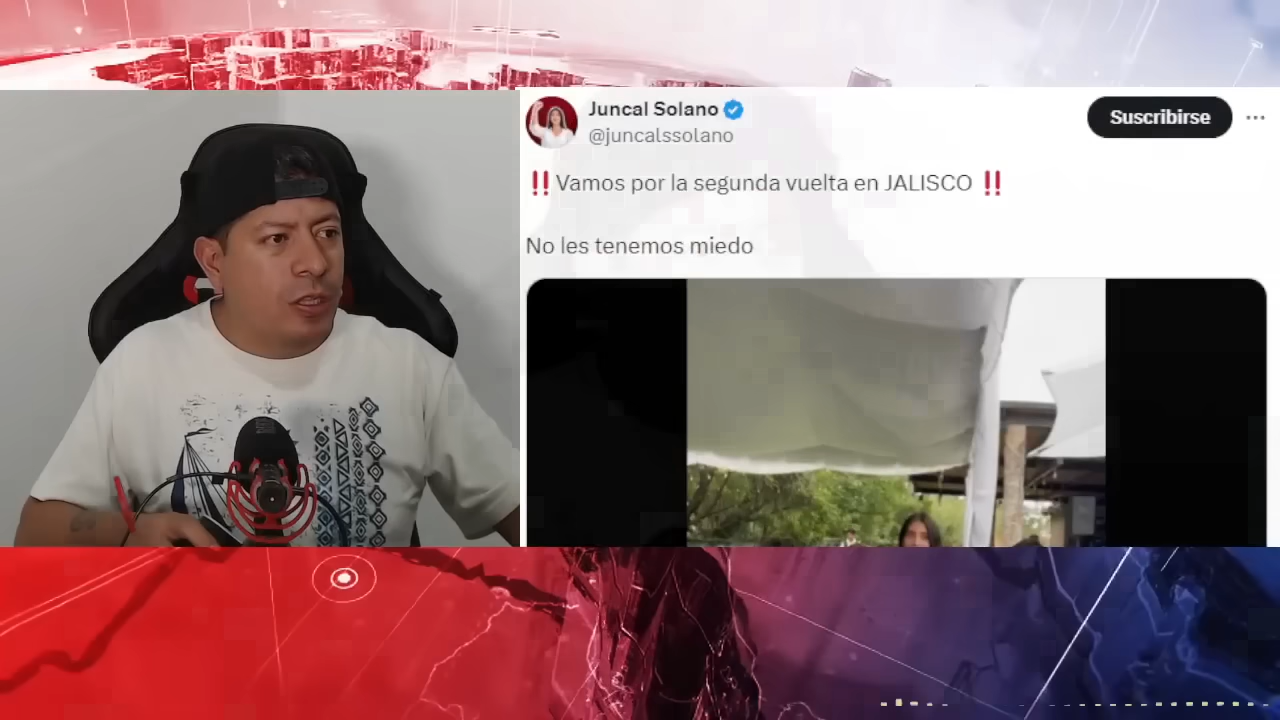 Juncal Solano
@juncalssolano
Suscribirse
‼️Vamos por la segunda vuelta en JALISCO ‼️
No les tenemos miedo